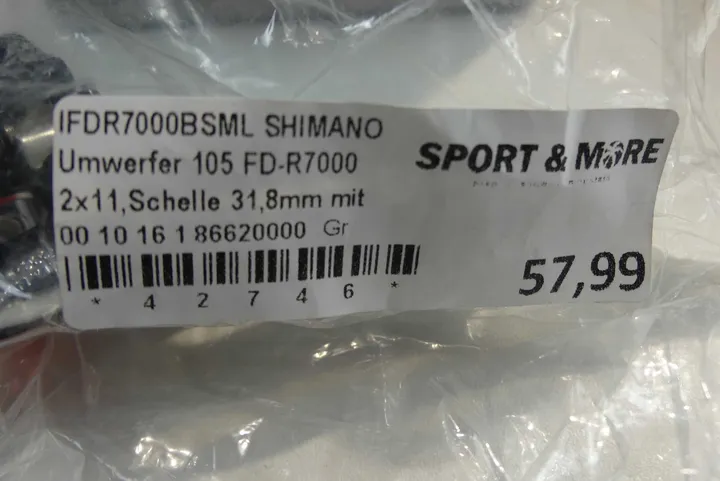 IFDR7000BSML SHIMANO
Umwerfer 105 FD-R7000
2x11,Schelle 31,8mm mit
00 10 16 1 86620000 Gr
* 4 2 7 4 6 *
SPORT & MORE
57,99